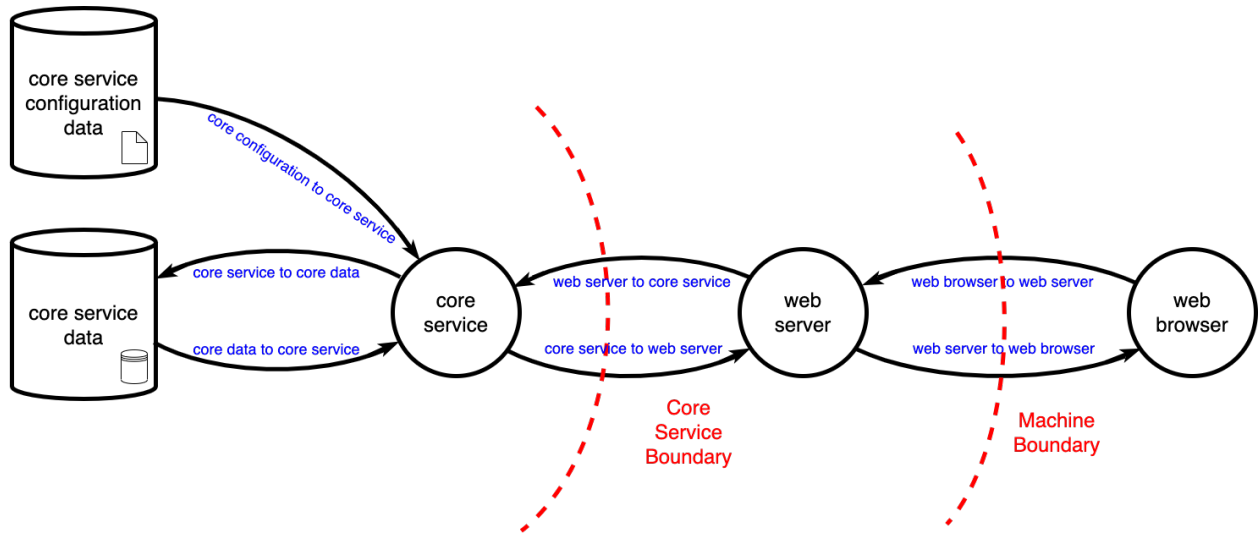 core service
configuration
data
core configuration to core service
core service
data
core service to core data
core data to core service
core
service
web server to core service
core service to web server
Core
Service
Boundary
web
server
web browser to web server
web server to web browser
Machine
Boundary
web
browser